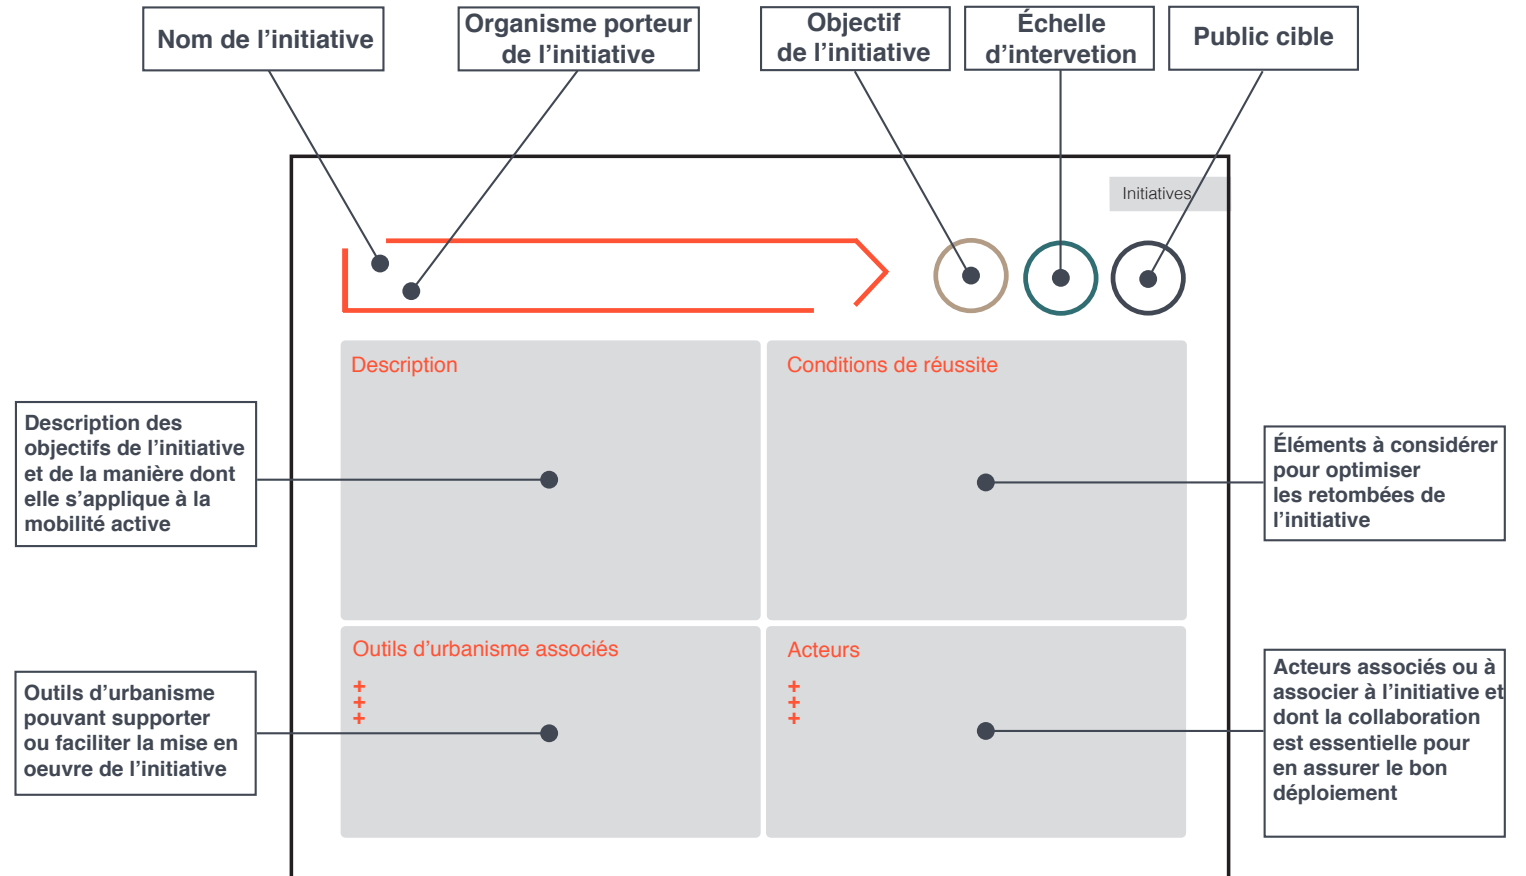 Nom de l’initiative
Organisme porteur
de l’initiative
Objectif
de l’initiative
Échelle
d’intervetion
Public cible
Initiatives
Description
Conditions de réussite
Description des
objectifs de l’initiative
et de la manière dont
elle s’applique à la
mobilité active
Éléments à considérer
pour optimiser
les retombées de
l’initiative
Outils d’urbanisme associés
+
+
+
Acteurs
+
+
+
Outils d’urbanisme
pouvant supporter
ou faciliter la mise en
oeuvre de l’initiative
Acteurs associés ou à
associer à l’initiative et
dont la collaboration
est essentielle pour
en assurer le bon
déploiement